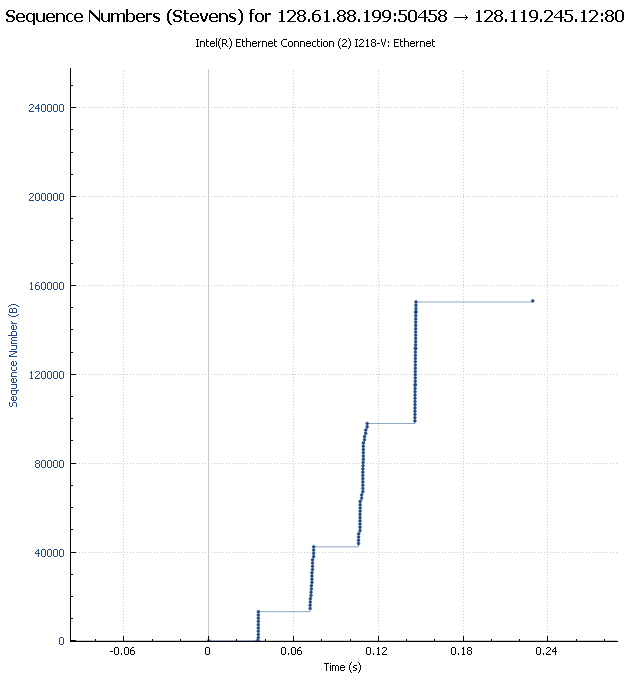 Sequence Numbers (Stevens) for 128.61.88.199:50458 → 128.119.245.12:80
Intel(R) Ethernet Connection (2) I218-V: Ethernet
240000
200000
160000
120000
80000
40000
0
Sequence Number (B)
-0.06 0 0.06 0.12 0.18 0.24
Time (s)